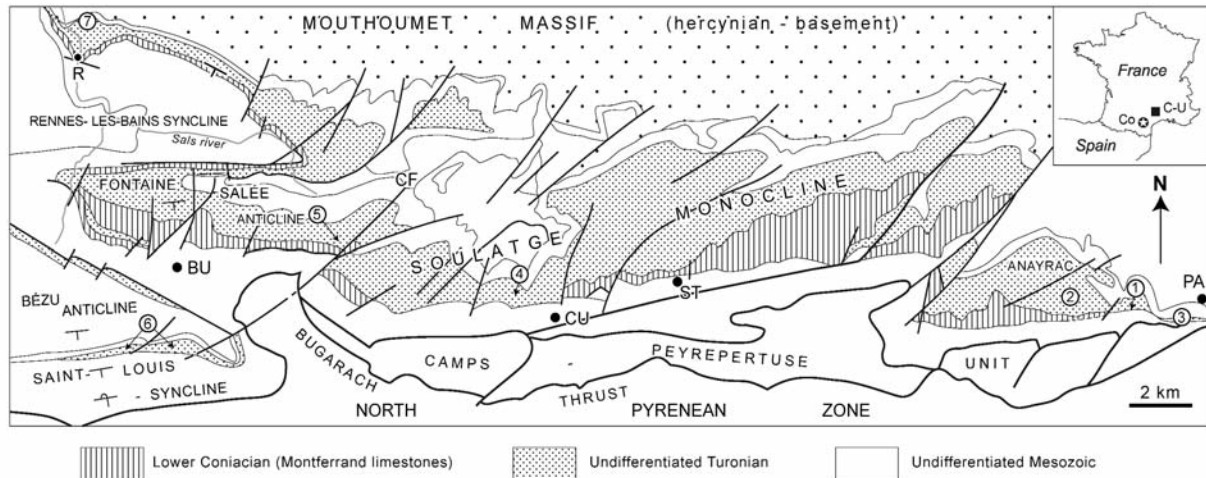 MOUTHOUMET MASSIF (hercynian - basement)
7
R
France
C-U
Co
Spain
RENNES-LES-BAINS SYNCLINE
Sals river
N
FONTAINE
SALÉE
CF
ANTICLINE 5
SOULATGE
MONOCLINE
4
ANAYRAC
PA
1
2
3
BU
ST
CU
BÉZU
ANTICLINE
6
SAINT- LOUIS
- SYNCLINE
BUGARACH
CAMPS
PEYREPERTUSE
UNIT
THRUST
NORTH PYRENEAN ZONE
2 km
Lower Coniacian (Montferrand limestones)
Undifferentiated Turonian
Undifferentiated Mesozoic